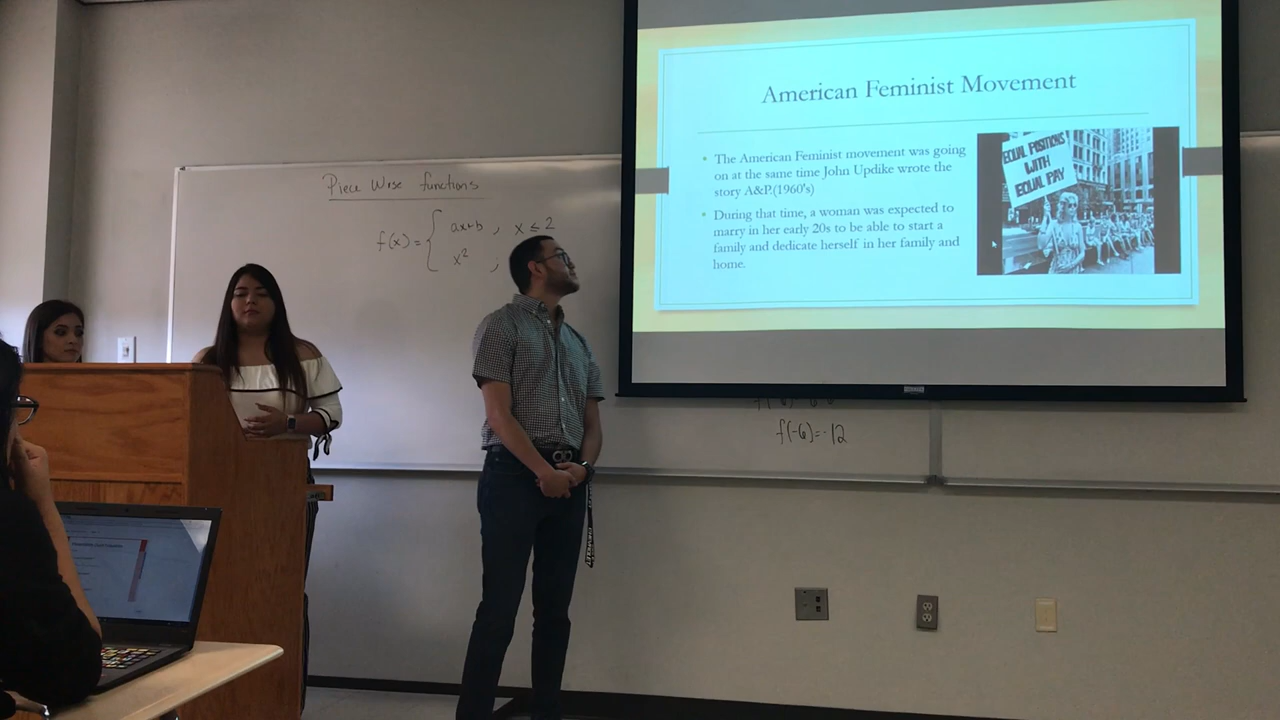 American Feminist Movement
• The American Feminist movement was going
on at the same time John Updike wrote the
story A&P.(1960's)
• During that time, a woman was expected to
marry in her early 20s to be able to start a
family and dedicate herself in her family and
home.
EQUAL POSITIONS
WITH
EQUAL PAY
Piece Wise functions
f(x) = { ax+b , x ≤ 2
x² ;
f(-6)=-12